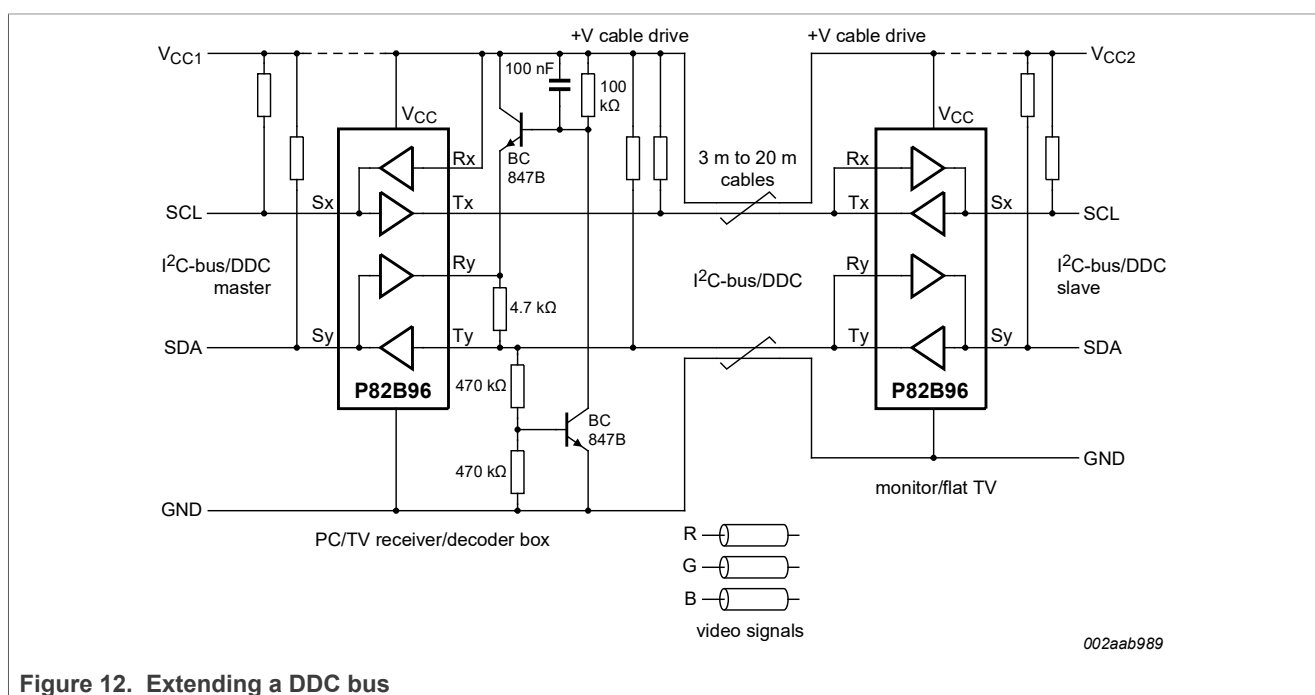 +V cable drive
+V cable drive
VCC1
VCC2
100 nF
100
kΩ
VCC
VCC
Rx
BC
847B
3 m to 20 m
cables
Rx
SCL
Sx
Tx
Tx
Sx
SCL
I2C-bus/DDC
master
Ry
I2C-bus/DDC
Ry
I2C-bus/DDC
slave
4.7 kΩ
SDA
Sy
Ty
Ty
Sy
SDA
P82B96
470 kΩ
P82B96
BC
847B
470 kΩ
GND
GND
monitor/flat TV
PC/TV receiver/decoder box
R
G
B
video signals
002aab989
Figure 12. Extending a DDC bus